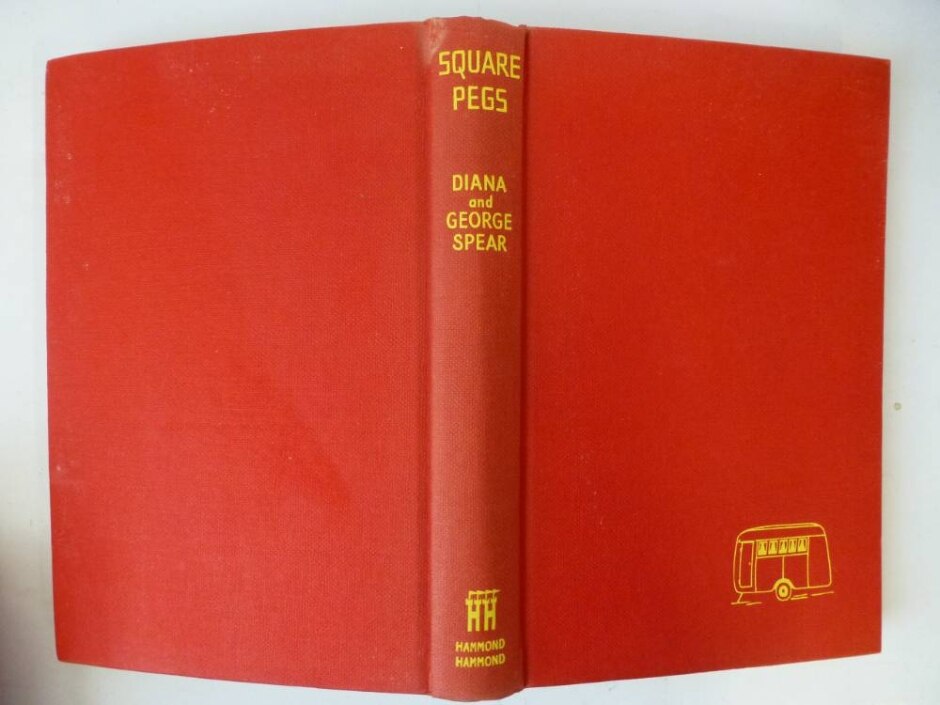 SQUARE
PEGS
DIANA
and
GEORGE
SPEAR
HH
HAMMOND
HAMMOND